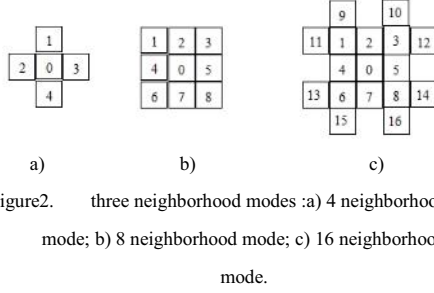 9 10
1 1 2 3 11 1 2 3 12
2 0 3 4 0 5 4 0 5
4 6 7 8 13 6 7 8 14
15 16
a) b) c)
igure2. three neighborhood modes :a) 4 neighborhoo
mode; b) 8 neighborhood mode; c) 16 neighborhoo
mode.